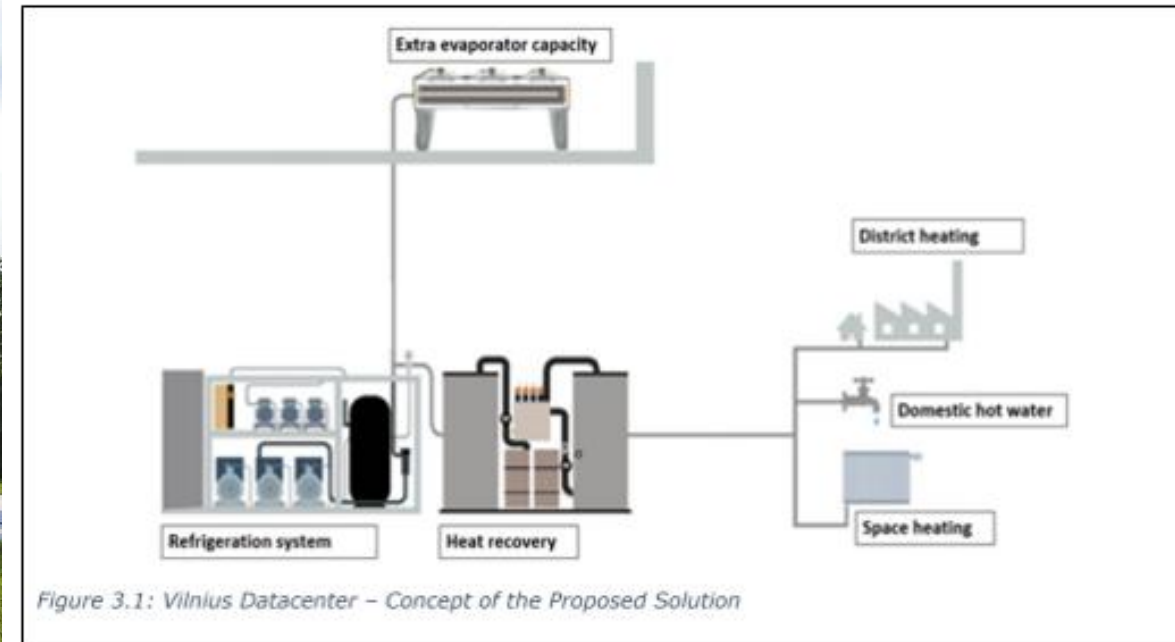 Extra evaporator capacity
District heating
Domestic hot water
Space heating
Refrigeration system
Heat recovery
Figure 3.1: Vilnius Datacenter – Concept of the Proposed Solution